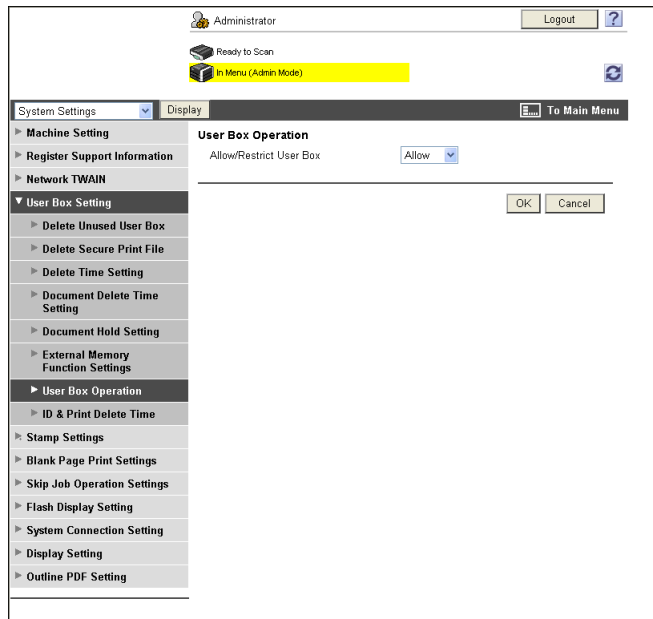 Administrator
Logout
?
Ready to Scan
In Menu (Admin Mode)
System Settings
Display
To Main Menu
Machine Setting
Register Support Information
Network TWAIN
User Box Setting
Delete Unused User Box
Delete Secure Print File
Delete Time Setting
Document Delete Time
Setting
Document Hold Setting
External Memory
Function Settings
User Box Operation
ID & Print Delete Time
Stamp Settings
Blank Page Print Settings
Skip Job Operation Settings
Flash Display Setting
System Connection Setting
Display Setting
Outline PDF Setting
User Box Operation
Allow/Restrict User Box
Allow
OK
Cancel